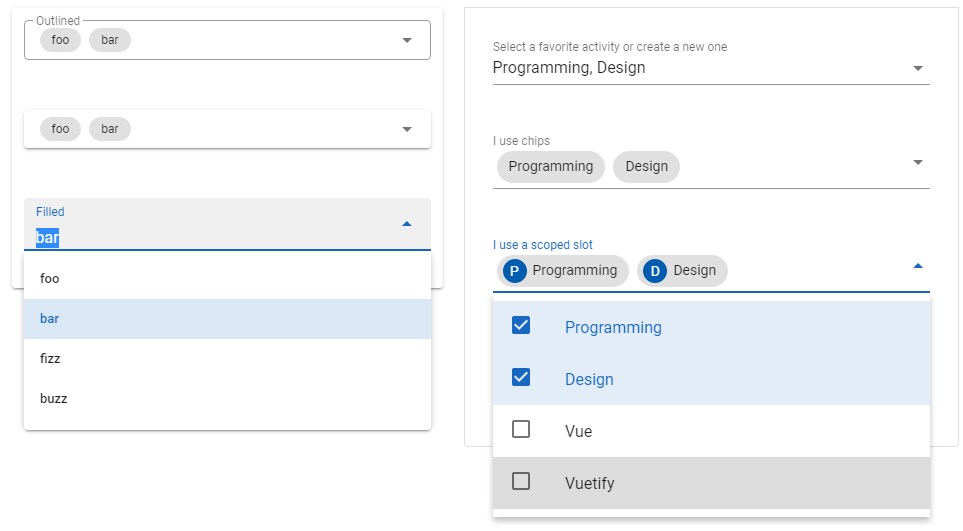 Outlined
foo bar
foo bar
Filled
bar
foo
bar
fizz
buzz
Select a favorite activity or create a new one
Programming, Design
I use chips
Programming Design
I use a scoped slot
P Programming D Design
Programming
Design
Vue
Vuetify